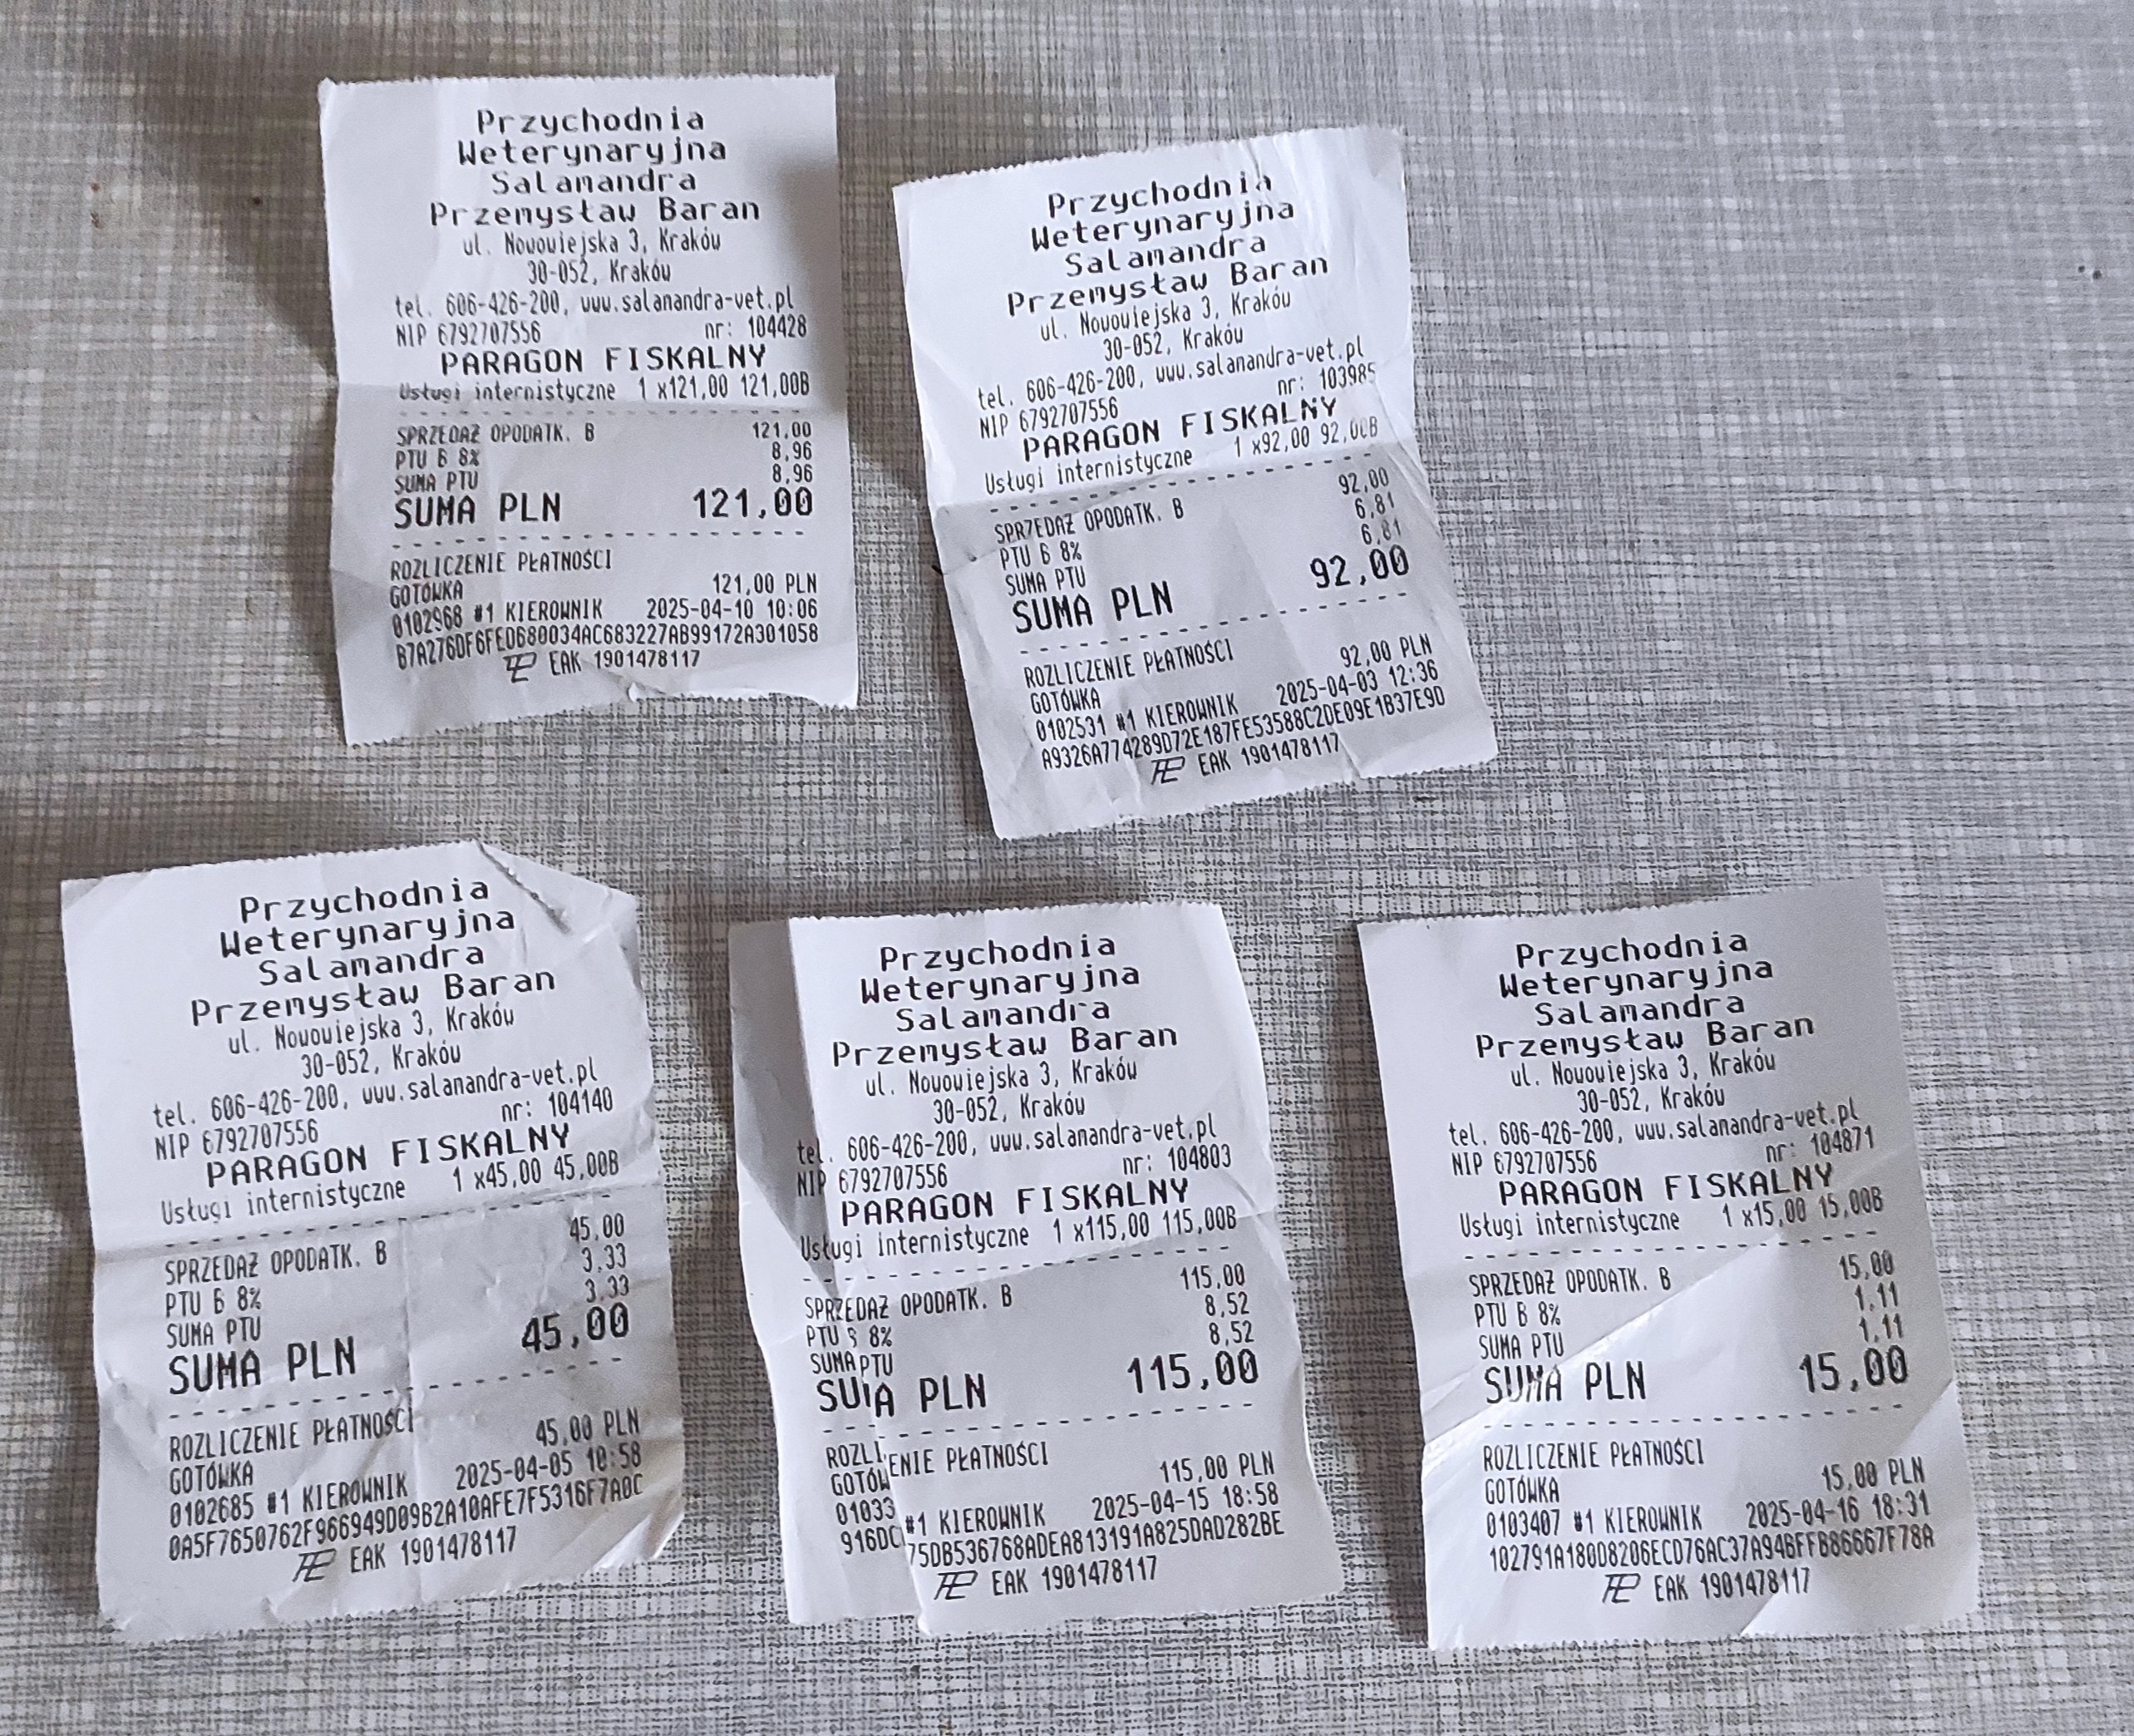 Przychodnia
Weterynaryjna
Salamandra
Przemysław Baran
ul. Nowowiejska 3, Kraków
30-052, Kraków
tel. 606-426-200, www.salamandra-vet.pl
NIP 6792707556 nr: 104428
PARAGON FISKALNY
Usługi internistyczne 1 x121,00 121,00B
SPRZEDAŻ OPODATK. B 121,00
PTU B 8% 8,96
SUMA PTU 8,96
SUMA PLN 121,00
ROZLICZENIE PŁATNOŚCI
GOTÓWKA 121,00 PLN
0102968 #1 KIEROWNIK 2025-04-10 10:06
B7A276DF6FED680034AC683227AB99172A301058
EAK 1901478117
Przychodnia
Weterynaryjna
Salamandra
Przemysław Baran
ul. Nowowiejska 3, Kraków
30-052, Kraków
tel. 606-426-200, www.salamandra-vet.pl
NIP 6792707556 nr: 103985
PARAGON FISKALNY
Usługi internistyczne 1 x92,00 92,00B
SPRZEDAŻ OPODATK. B 92,00
PTU B 8% 6,81
SUMA PTU 6,81
SUMA PLN 92,00
ROZLICZENIE PŁATNOŚCI
GOTÓWKA 92,00 PLN
0102531 #1 KIEROWNIK 2025-04-03 12:36
A9326A774289D72E187FE53588C2DE09E1B37E9D
EAK 1901478117
Przychodnia
Weterynaryjna
Salamandra
Przemysław Baran
ul. Nowowiejska 3, Kraków
30-052, Kraków
tel. 606-426-200, www.salamandra-vet.pl
NIP 6792707556 nr: 104140
PARAGON FISKALNY
Usługi internistyczne 1 x45,00 45,00B
SPRZEDAŻ OPODATK. B 45,00
PTU B 8% 3,33
SUMA PTU 3,33
SUMA PLN 45,00
ROZLICZENIE PŁATNOŚCI
GOTÓWKA 45,00 PLN
0102685 #1 KIEROWNIK 2025-04-05 10:58
0A5F7650762F966949D09B2A10AFE7F5316F7A0C
EAK 1901478117
Przychodnia
Weterynaryjna
Salamandra
Przemysław Baran
ul. Nowowiejska 3, Kraków
30-052, Kraków
tel. 606-426-200, www.salamandra-vet.pl
NIP 6792707556 nr: 104803
PARAGON FISKALNY
Usługi internistyczne 1 x115,00 115,00B
SPRZEDAŻ OPODATK. B 115,00
PTU B 8% 8,52
SUMA PTU 8,52
SUMA PLN 115,00
PŁATNOŚCI
115,00 PLN
#1 KIEROWNIK 2025-04-15 18:58
EAK 1901478117
Przychodnia
Weterynaryjna
Salamandra
Przemysław Baran
ul. Nowowiejska 3, Kraków
30-052, Kraków
tel. 606-426-200, www.salamandra-vet.pl
NIP 6792707556 nr: 104871
PARAGON FISKALNY
Usługi internistyczne 1 x15,00 15,00B
SPRZEDAŻ OPODATK. B 15,00
PTU B 8% 1,11
SUMA PTU 1,11
SUMA PLN 15,00
ROZLICZENIE PŁATNOŚCI
GOTÓWKA 15,00 PLN
0103407 #1 KIEROWNIK 2025-04-16 18:31
102791A180D8206ECD76AC37A946FFB86667F78A
EAK 1901478117